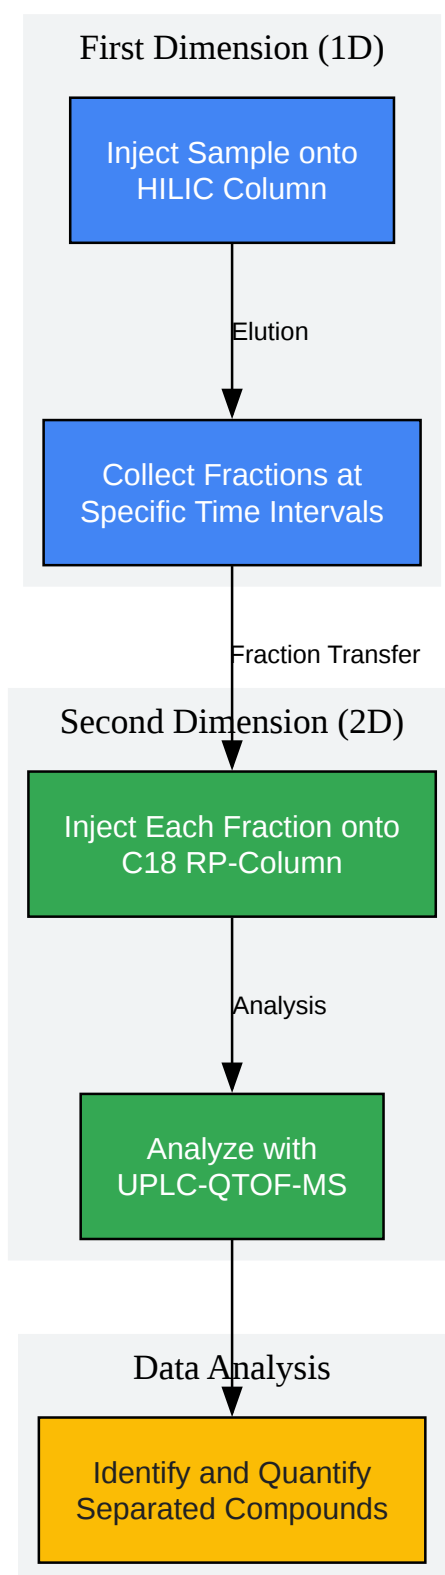 First Dimension (1D)
Inject Sample onto
HILIC Column
Elution
Collect Fractions at
Specific Time Intervals
Fraction Transfer
Second Dimension (2D)
Inject Each Fraction onto
C18 RP-Column
Analysis
Analyze with
UPLC-QTOF-MS
Data Analysis
Identify and Quantify
Separated Compounds